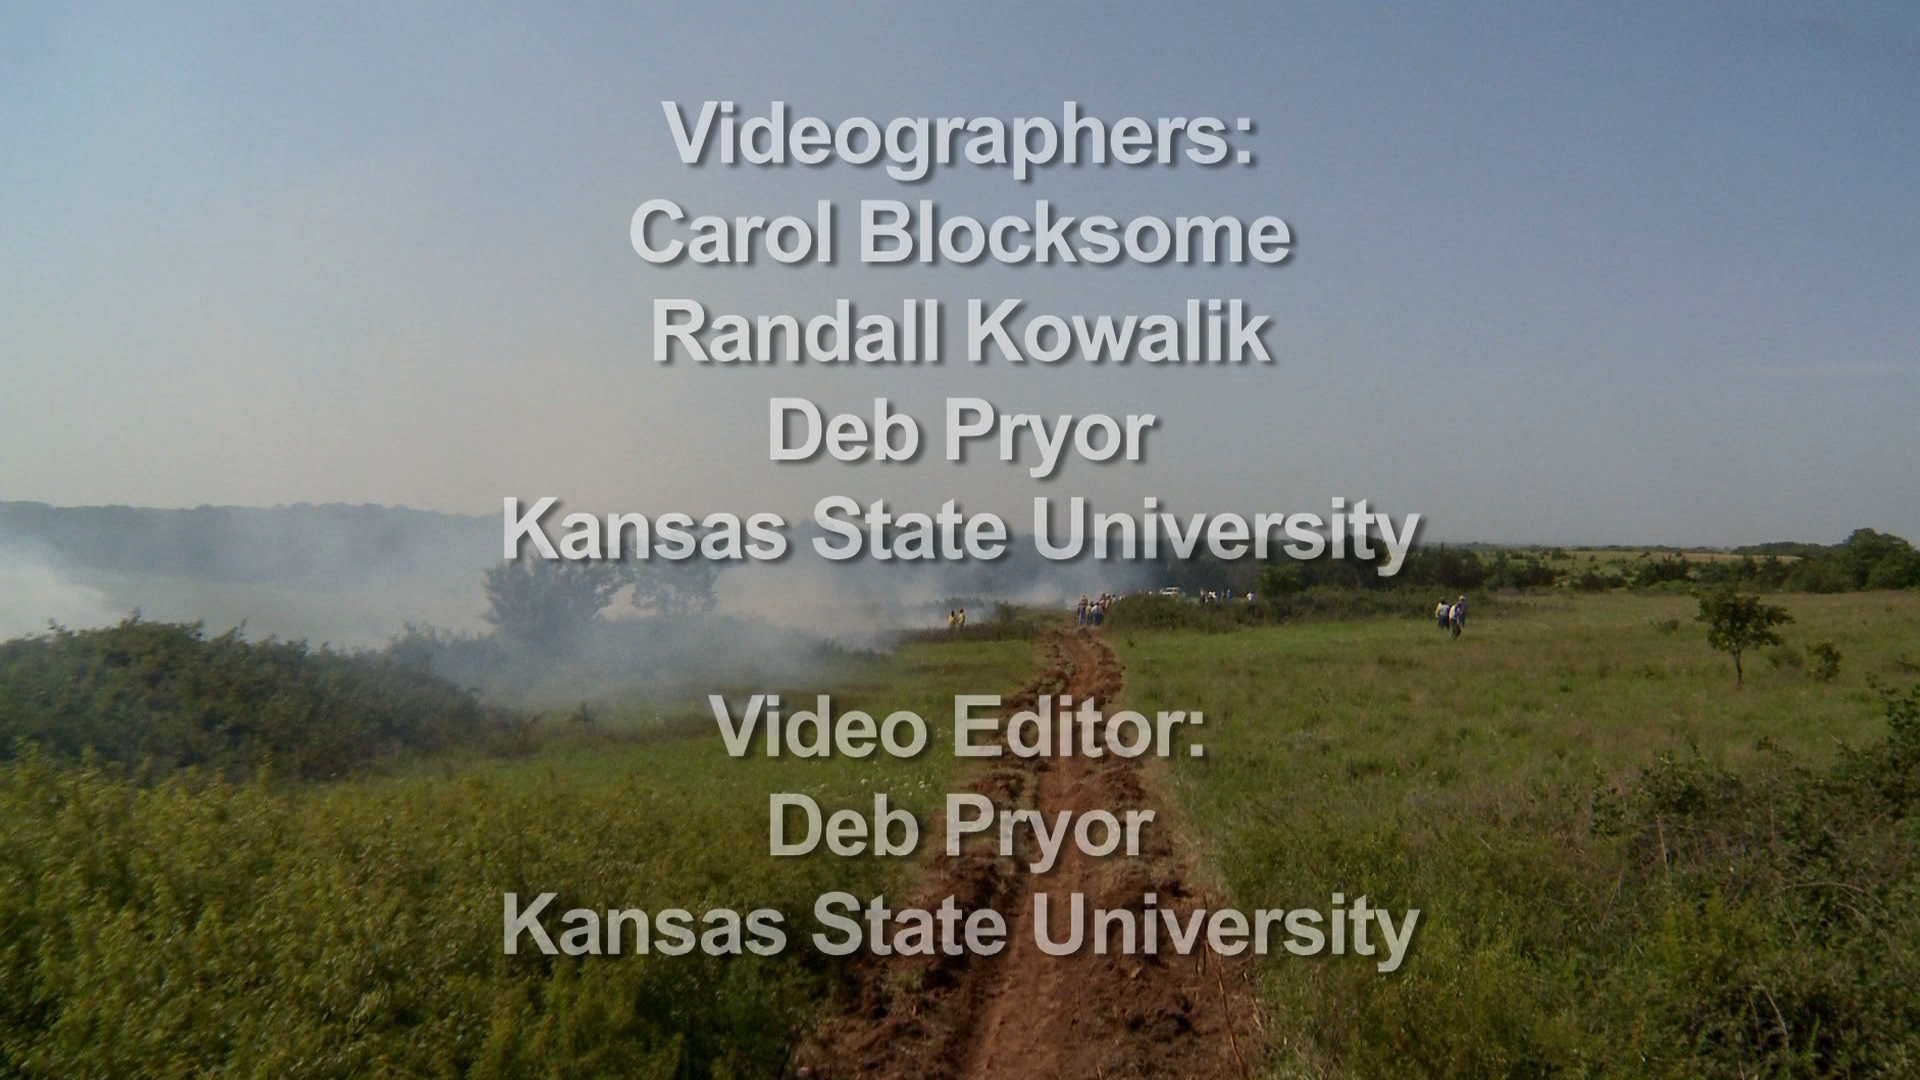 Videographers:
Carol Blocksome
Randall Kowalik
Deb Pryor
Kansas State University
Video Editor:
Deb Pryor
Kansas State University